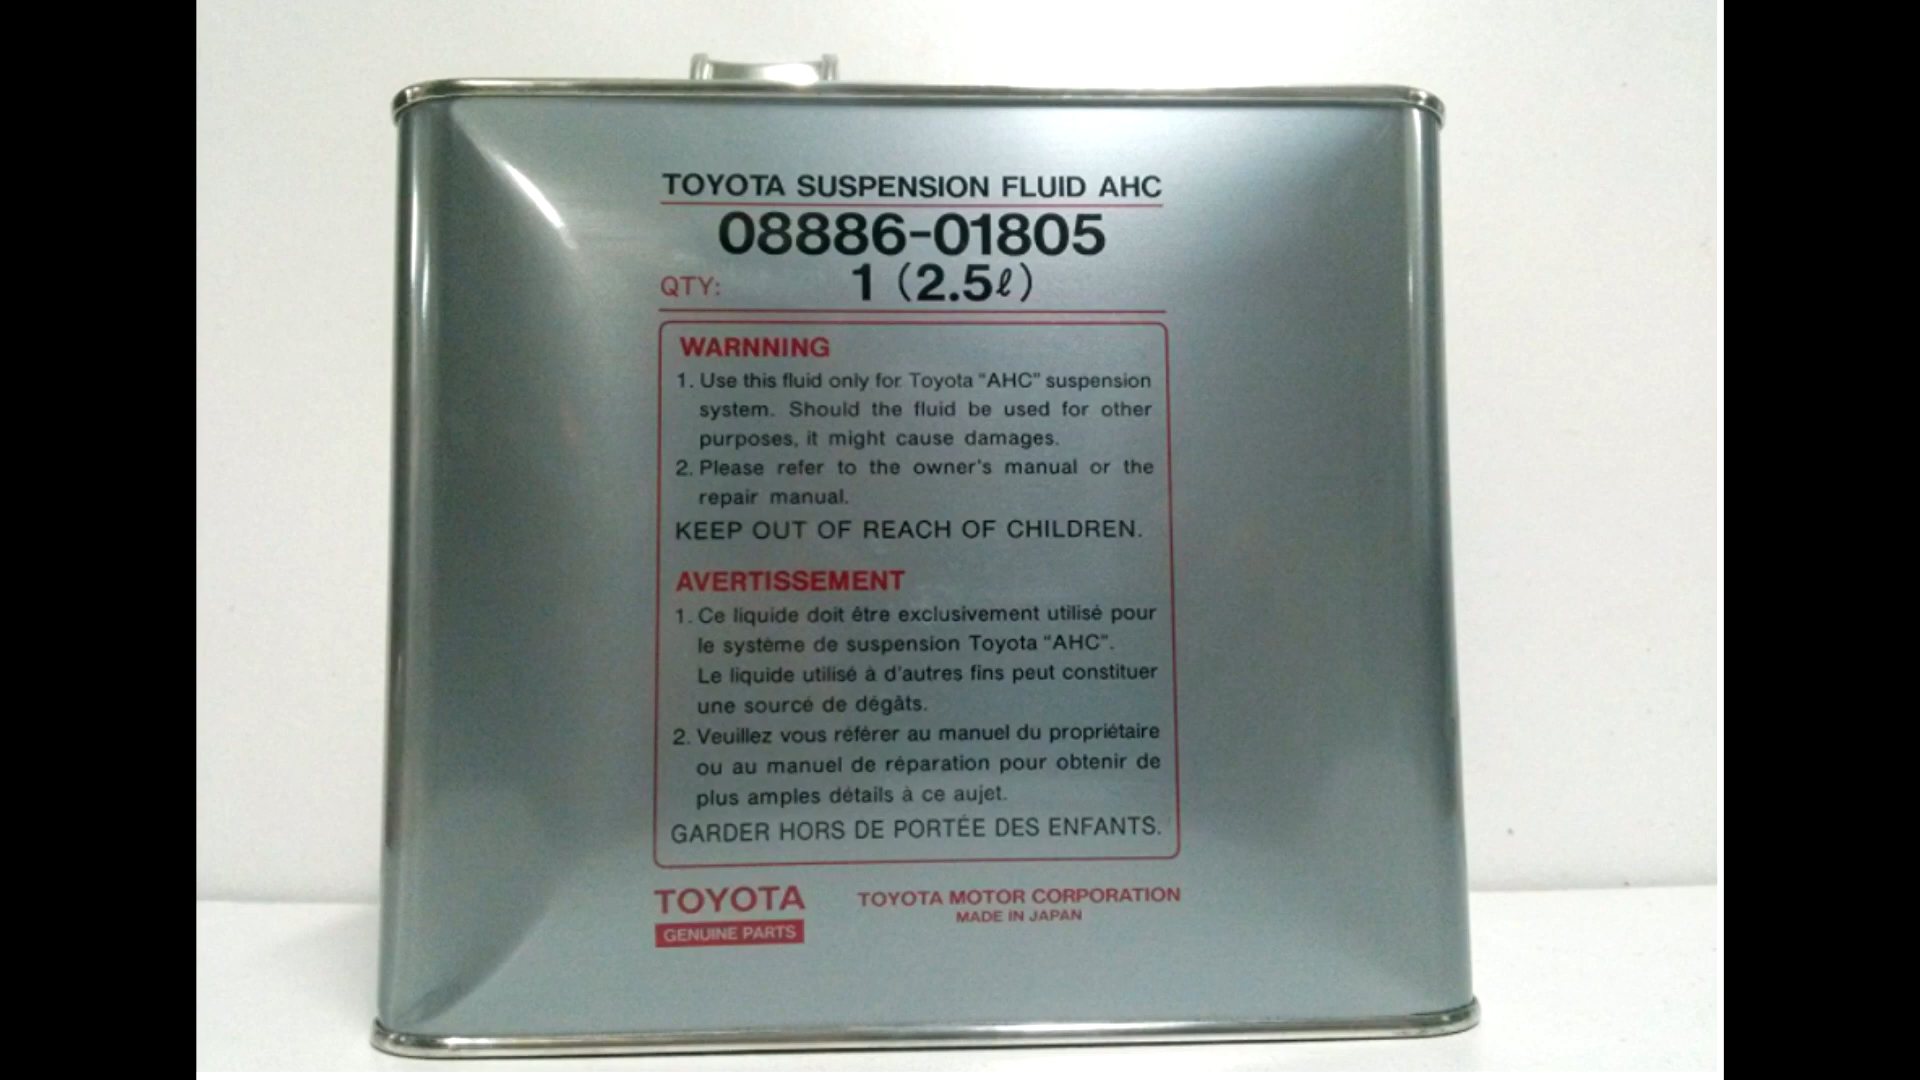 TOYOTA SUSPENSION FLUID AHC
08886-01805
QTY: 1 (2.5ℓ)
WARNNING
1. Use this fluid only for Toyota “AHC” suspension
system. Should the fluid be used for other
purposes, it might cause damages.
2. Please refer to the owner's manual or the
repair manual.
KEEP OUT OF REACH OF CHILDREN.
AVERTISSEMENT
1. Ce liquide doit être exclusivement utilisé pour
le système de suspension Toyota “AHC”.
Le liquide utilisé à d'autres fins peut constituer
une sourcé de dégâts.
2. Veuillez vous référer au manuel du propriétaire
ou au manuel de réparation pour obtenir de
plus amples détails à ce aujet.
GARDER HORS DE PORTÉE DES ENFANTS.
TOYOTA TOYOTA MOTOR CORPORATION
GENUINE PARTS MADE IN JAPAN